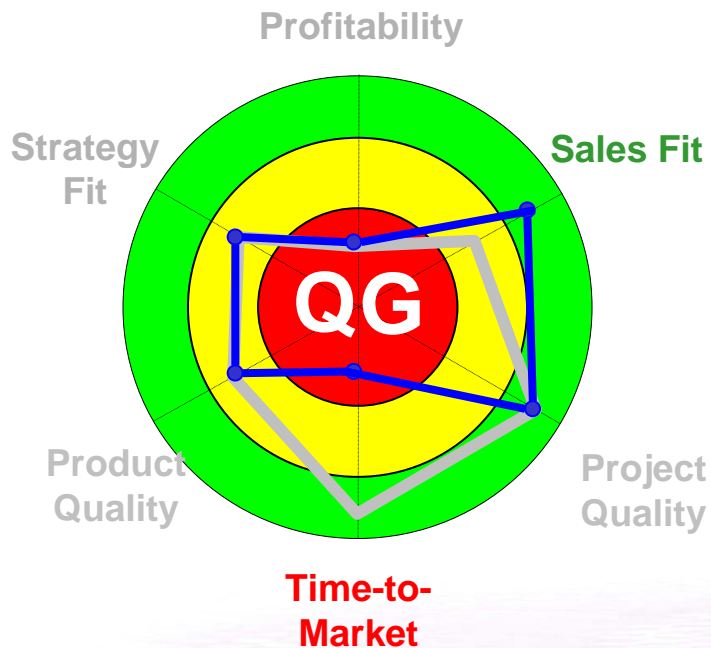 Profitability
Strategy
Fit
Sales Fit
QG
Product
Quality
Project
Quality
Time-to-
Market